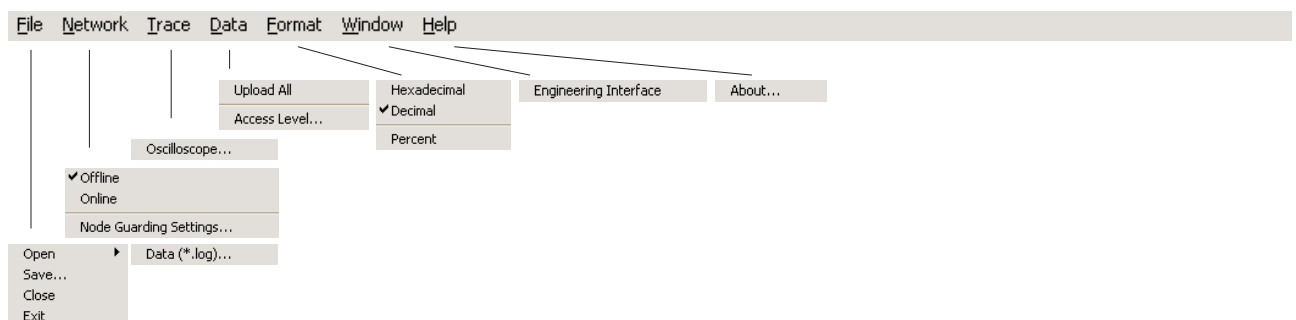 File Network Trace Data Format Window Help
Upload All
Access Level...
Hexadecimal
Decimal
Percent
Engineering Interface
About...
Oscilloscope...
Offline
Online
Node Guarding Settings...
Open
Save...
Close
Exit
Data (*.log)...